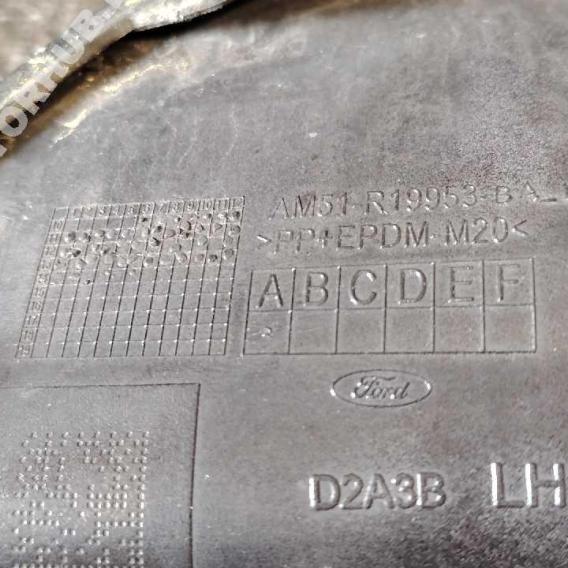 AM51-R19953-BA
>PP+EPDM-M20<
A B C D E F
Ford
D2A3B LH